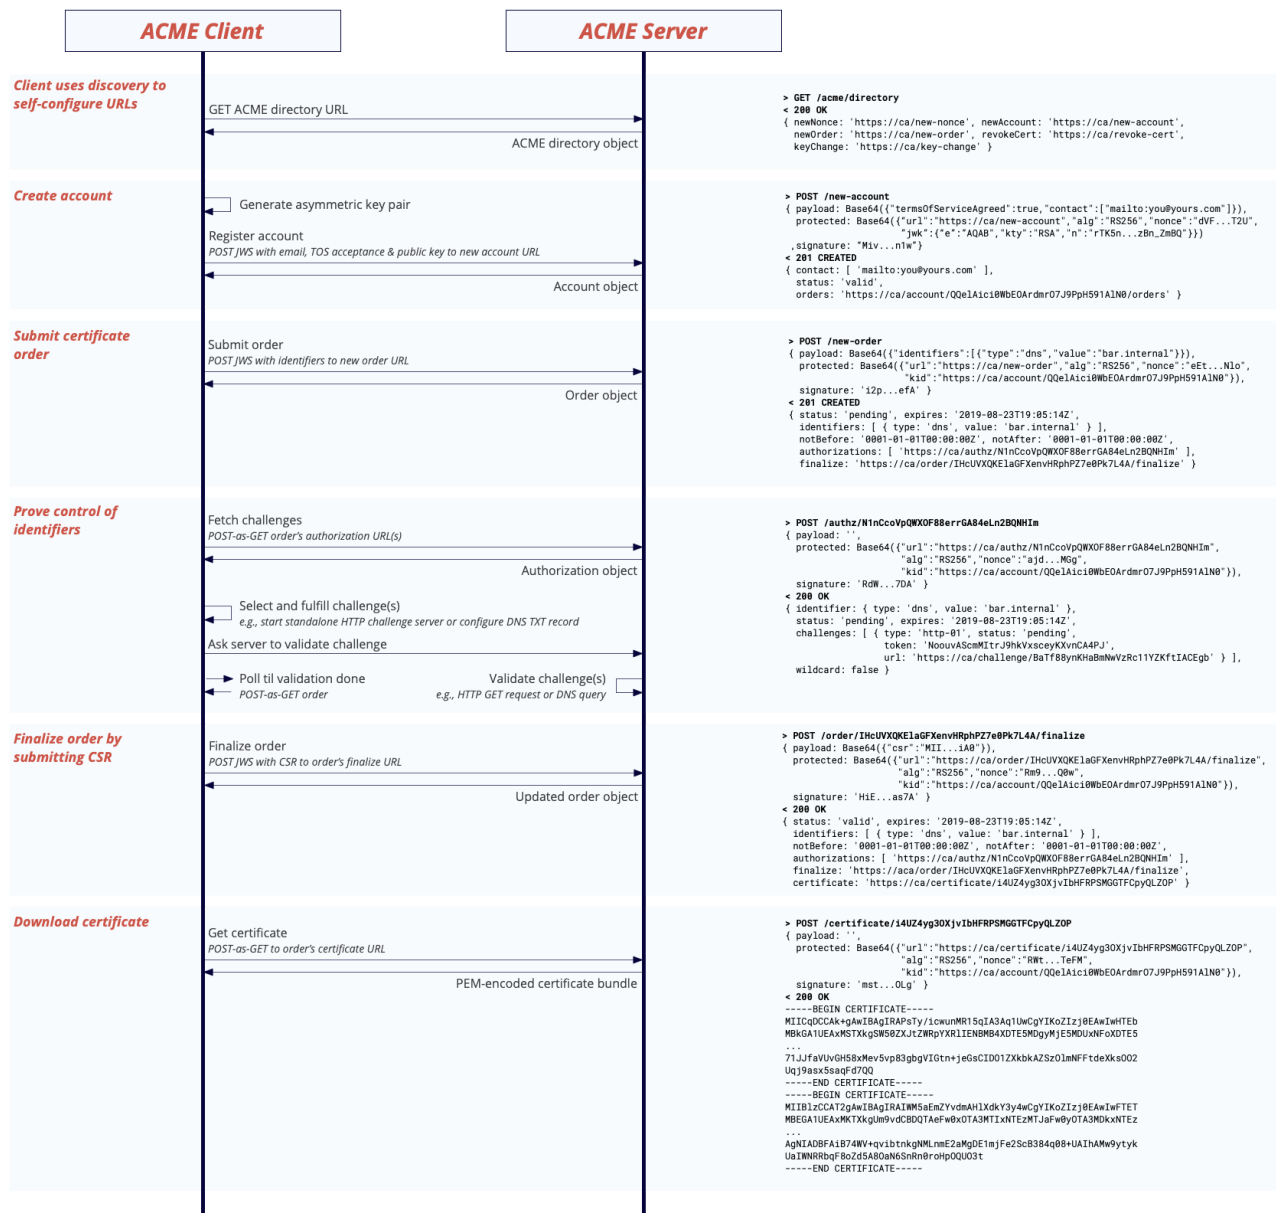 ACME Client
ACME Server
Client uses discovery to
self-configure URLs
GET ACME directory URL
ACME directory object
> GET /acme/directory
< 200 OK
{ newNonce: 'https://ca/new-nonce', newAccount: 'https://ca/new-account',
newOrder: 'https://ca/new-order', revokeCert: 'https://ca/revoke-cert',
keyChange: 'https://ca/key-change' }
Create account
Generate asymmetric key pair
Register account
POST JWS with email, TOS acceptance & public key to new account URL
Account object
> POST /new-account
{ payload: Base64({"termsOfServiceAgreed":true,"contact":["mailto:you@yours.com"]}),
protected: Base64({"url":"https://ca/new-account","alg":"RS256","nonce":"dVF...T2U",
"jwk":{"e":"AQAB","kty":"RSA","n":"rTK5n...zBn_ZmBQ"}})
,signature: "Miv...n1w"}
< 201 CREATED
{ contact: [ 'mailto:you@yours.com' ],
status: 'valid',
orders: 'https://ca/account/QQelAici0WbEOArdmrO7J9PpH591AlN0/orders' }
Submit certificate
order
Submit order
POST JWS with identifiers to new order URL
Order object
> POST /new-order
{ payload: Base64({"identifiers":[{"type":"dns","value":"bar.internal"}]}),
protected: Base64({"url":"https://ca/new-order","alg":"RS256","nonce":"eEt...Nlo",
"kid":"https://ca/account/QQelAici0WbEOArdmrO7J9PpH591AlN0"}),
signature: 'i2p...efA' }
< 201 CREATED
{ status: 'pending', expires: '2019-08-23T19:05:14Z',
identifiers: [ { type: 'dns', value: 'bar.internal' } ],
notBefore: '0001-01-01T00:00:00Z', notAfter: '0001-01-01T00:00:00Z',
authorizations: [ 'https://ca/authz/N1nCcoVpQWXOF88errGA84eLn2BQNHIm' ],
finalize: 'https://ca/order/IHcUVXQKElaGFXenvHRphPZ7e0Pk7L4A/finalize' }
Prove control of
identifiers
Fetch challenges
POST-as-GET order's authorization URL(s)
Authorization object
Select and fulfill challenge(s)
e.g., start standalone HTTP challenge server or configure DNS TXT record
Ask server to validate challenge
Poll til validation done
POST-as-GET order
Validate challenge(s)
e.g., HTTP GET request or DNS query
> POST /authz/N1nCcoVpQWXOF88errGA84eLn2BQNHIm
{ payload: '',
protected: Base64({"url":"https://ca/authz/N1nCcoVpQWXOF88errGA84eLn2BQNHIm",
"alg":"RS256","nonce":"ajd...MGg",
"kid":"https://ca/account/QQelAici0WbEOArdmrO7J9PpH591AlN0"}),
signature: 'RdW...7DA' }
< 200 OK
{ identifier: { type: 'dns', value: 'bar.internal' },
status: 'pending', expires: '2019-08-23T19:05:14Z',
challenges: [ { type: 'http-01', status: 'pending',
token: 'NoouvAScmMItrJ9hkVxsceyKXvnCA4PJ',
url: 'https://ca/challenge/BaTf88ynKHaBmNwVzRc11YZKftIACEgb' } ],
wildcard: false }
Finalize order by
submitting CSR
Finalize order
POST JWS with CSR to order's finalize URL
Updated order object
> POST /order/IHcUVXQKElaGFXenvHRphPZ7e0Pk7L4A/finalize
{ payload: Base64({"csr":"MII...iA0"}),
protected: Base64({"url":"https://ca/order/IHcUVXQKElaGFXenvHRphPZ7e0Pk7L4A/finalize",
"alg":"RS256","nonce":"Rm9...Q0w",
"kid":"https://ca/account/QQelAici0WbEOArdmrO7J9PpH591AlN0"}),
signature: 'HiE...as7A' }
< 200 OK
{ status: 'valid', expires: '2019-08-23T19:05:14Z',
identifiers: [ { type: 'dns', value: 'bar.internal' } ],
notBefore: '0001-01-01T00:00:00Z', notAfter: '0001-01-01T00:00:00Z',
authorizations: [ 'https://ca/authz/N1nCcoVpQWXOF88errGA84eLn2BQNHIm' ],
finalize: 'https://aca/order/IHcUVXQKElaGFXenvHRphPZ7e0Pk7L4A/finalize',
certificate: 'https://ca/certificate/i4UZ4yg3OXjvIbHFRPSMGGTFCpyQLZOP' }
Download certificate
Get certificate
POST-as-GET to order's certificate URL
PEM-encoded certificate bundle
> POST /certificate/i4UZ4yg3OXjvIbHFRPSMGGTFCpyQLZOP
{ payload: '',
protected: Base64({"url":"https://ca/certificate/i4UZ4yg3OXjvIbHFRPSMGGTFCpyQLZOP",
"alg":"RS256","nonce":"RWt...TeFM",
"kid":"https://ca/account/QQelAici0WbEOArdmrO7J9PpH591AlN0"}),
signature: 'mst...OLg' }
< 200 OK
-----BEGIN CERTIFICATE-----
MIICqDCCAk+gAwIBAgIRAPsTy/icwunMR15qIA3Aq1UwCgYIKoZIzj0EAwIwHTEb
MBkGA1UEAxMSTXkgSW50ZXJtZWRpYXRlIENBMB4XDTE5MDgyMjE5MDUxNFoXDTE5
...
71JJfaVUvGH58xMev5vp83gbgVIGtn+jeGsCIDO1ZXkbkAZSzOlmNFFtdeXksOO2
Uqj9asx5saqFd7QQ
-----END CERTIFICATE-----
-----BEGIN CERTIFICATE-----
MIIBlzCCAT2gAwIBAgIRAIWM5aEmZYvdmAHlXdkY3y4wCgYIKoZIzj0EAwIwFTET
MBEGA1UEAxMKTXkgUm9vdCBDQTAeFw0xOTA3MTIxNTEzMTJaFw0yOTA3MDkxNTEz
...
AgNIADBFAiB74WV+qvibtnkgNMLnmE2aMgDE1mjFe2ScB384q08+UAIhAMw9ytyk
UaIWNRRbqF8oZd5A8OaN6SnRn0roHpOQUO3t
-----END CERTIFICATE-----